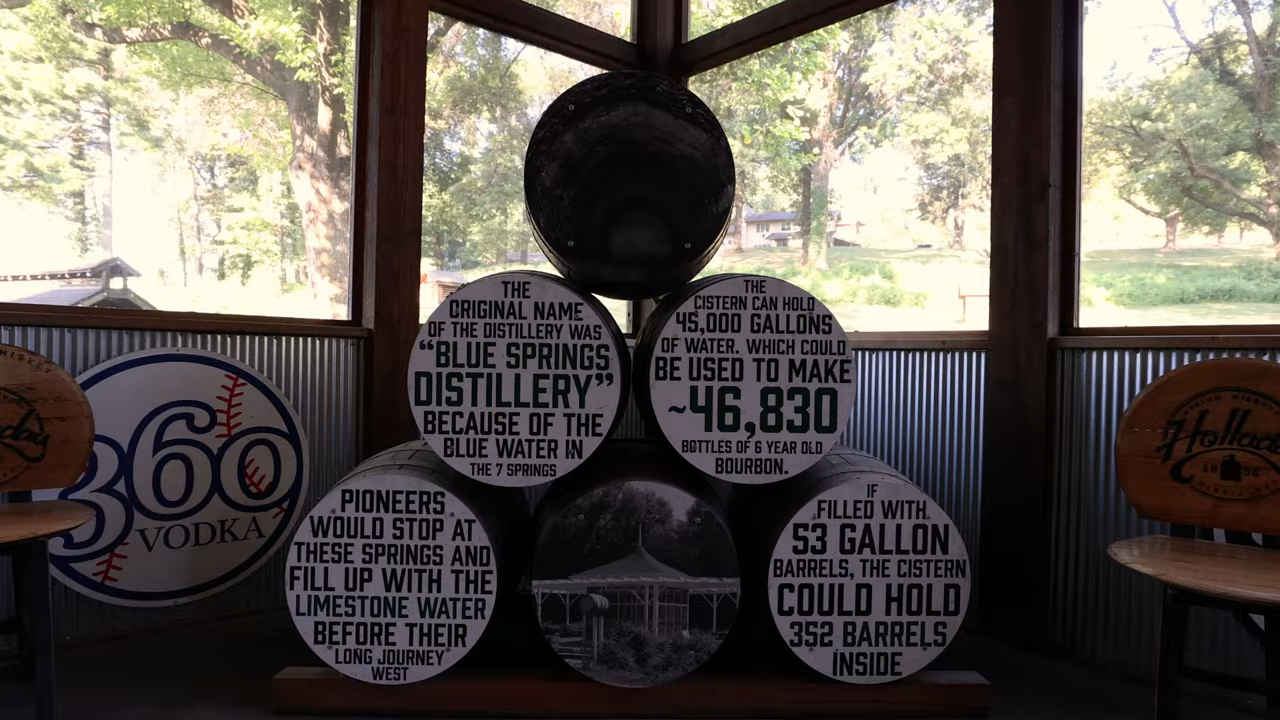 THE
ORIGINAL NAME
OF THE DISTILLERY WAS
“BLUE SPRINGS
DISTILLERY”
BECAUSE OF THE
BLUE WATER IN
THE 7 SPRINGS
THE
CISTERN CAN HOLD
45,000 GALLONS
OF WATER. WHICH COULD
BE USED TO MAKE
~46,830
BOTTLES OF 6 YEAR OLD
BOURBON.
PIONEERS
WOULD STOP AT
THESE SPRINGS AND
FILL UP WITH THE
LIMESTONE WATER
BEFORE THEIR
LONG JOURNEY
WEST
IF
FILLED WITH
53 GALLON
BARRELS, THE CISTERN
COULD HOLD
352 BARRELS
INSIDE
360
VODKA